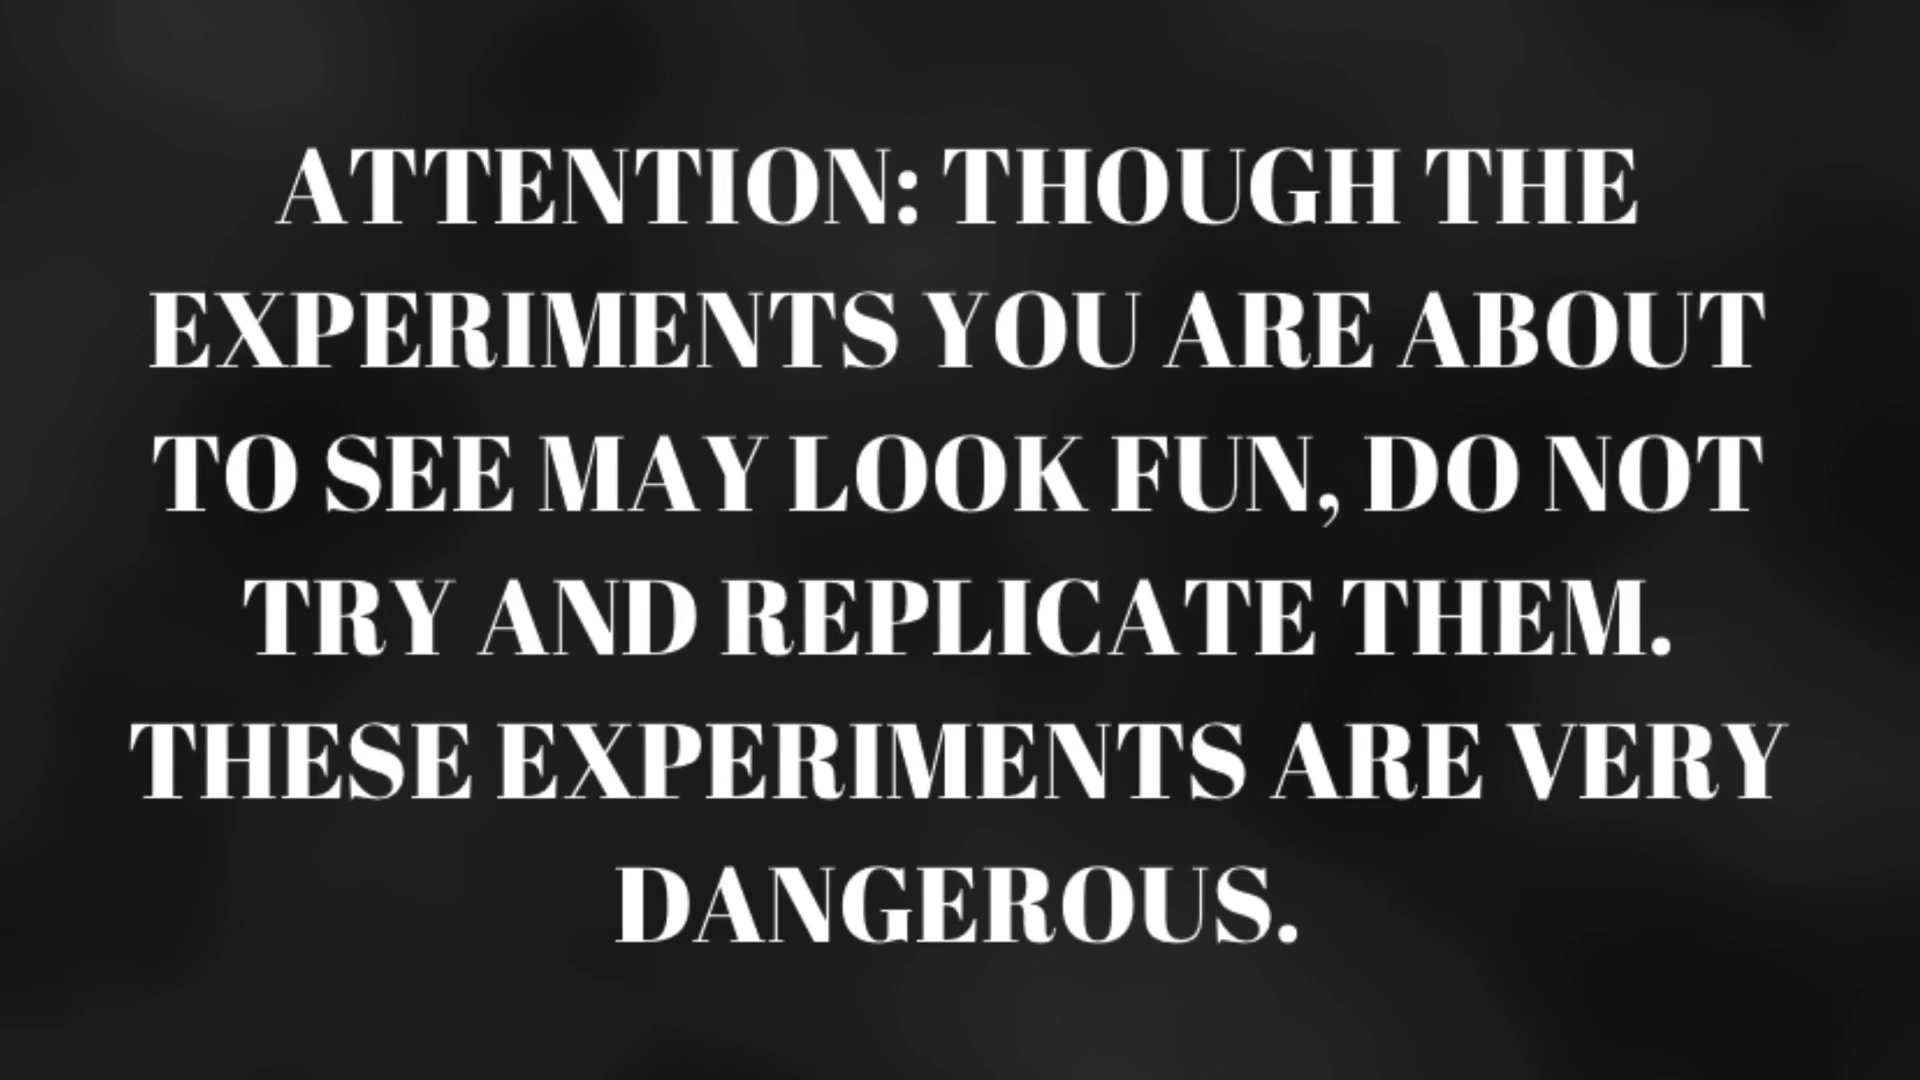 ATTENTION: THOUGH THE
EXPERIMENTS YOU ARE ABOUT
TO SEE MAY LOOK FUN, DO NOT
TRY AND REPLICATE THEM.
THESE EXPERIMENTS ARE VERY
DANGEROUS.